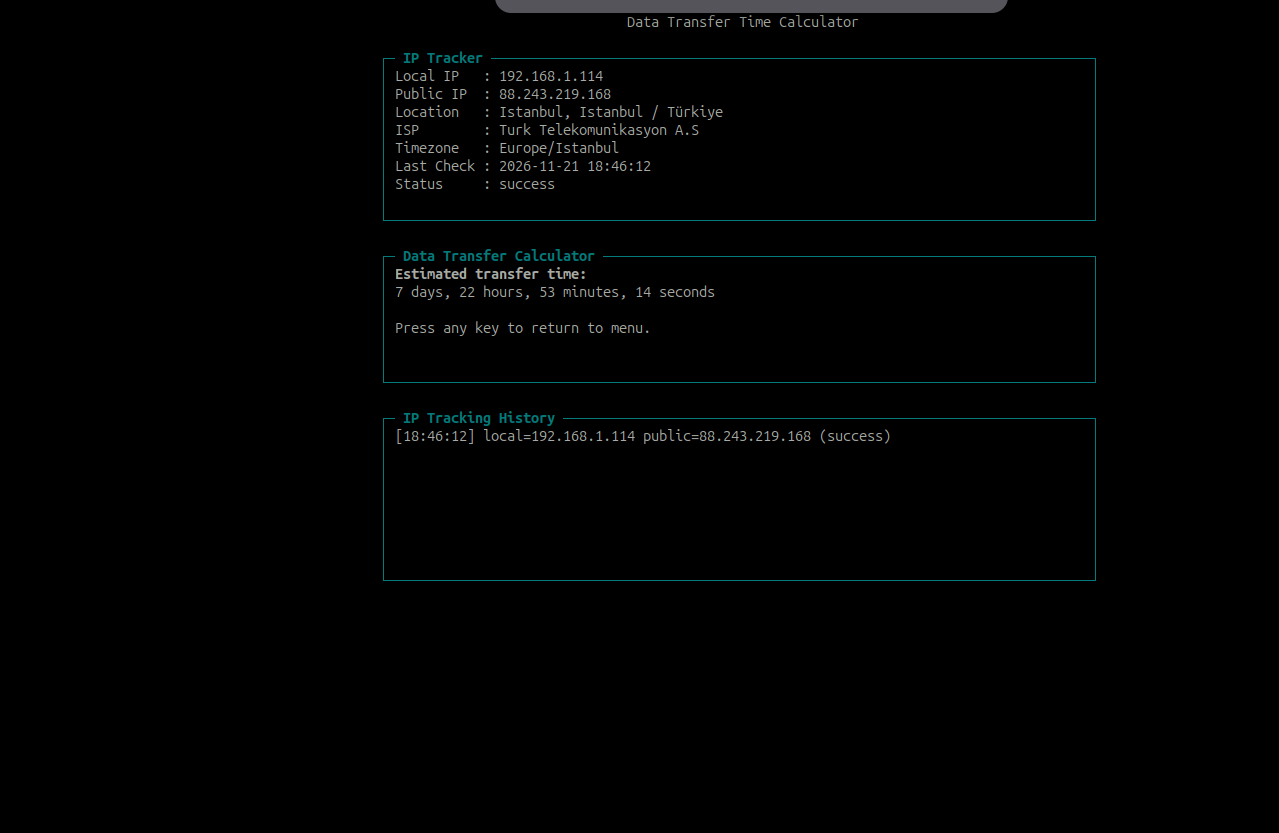 Data Transfer Time Calculator
IP Tracker
Local IP   : 192.168.1.114
Public IP  : 88.243.219.168
Location   : Istanbul, Istanbul / Türkiye
ISP        : Turk Telekomunikasyon A.S
Timezone   : Europe/Istanbul
Last Check : 2026-11-21 18:46:12
Status     : success
Data Transfer Calculator
Estimated transfer time:
7 days, 22 hours, 53 minutes, 14 seconds
Press any key to return to menu.
IP Tracking History
[18:46:12] local=192.168.1.114 public=88.243.219.168 (success)